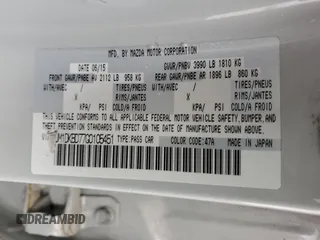 MFD. BY MAZDA MOTOR CORPORATION
DATE 06/15 GVWR/PNBV 3990 LB 1810 KG
FRONT GAWR/PNBE AV 2112 LB 958 KG REAR GAWR/PNBE AR 1896 LB 860 KG
WITH/AVEC TIRES/PNEUS WITH/AVEC TIRES/PNEUS
X RIMS/JANTES X RIMS/JANTES
KPA/ PSI COLD/A FROID KPA/ PSI COLD/A FROID
THIS VEHICLE CONFORMS TO ALL APPLICABLE FEDERAL MOTOR VEHICLE SAFETY, BUMPER, AND
THEFT PREVENTION STANDARDS IN EFFECT ON THE DATE OF MANUFACTURE SHOWN ABOVE.
TYPE: PASS CAR
COLOR CODE: 47A MADE IN JAPAN
DREAMBID